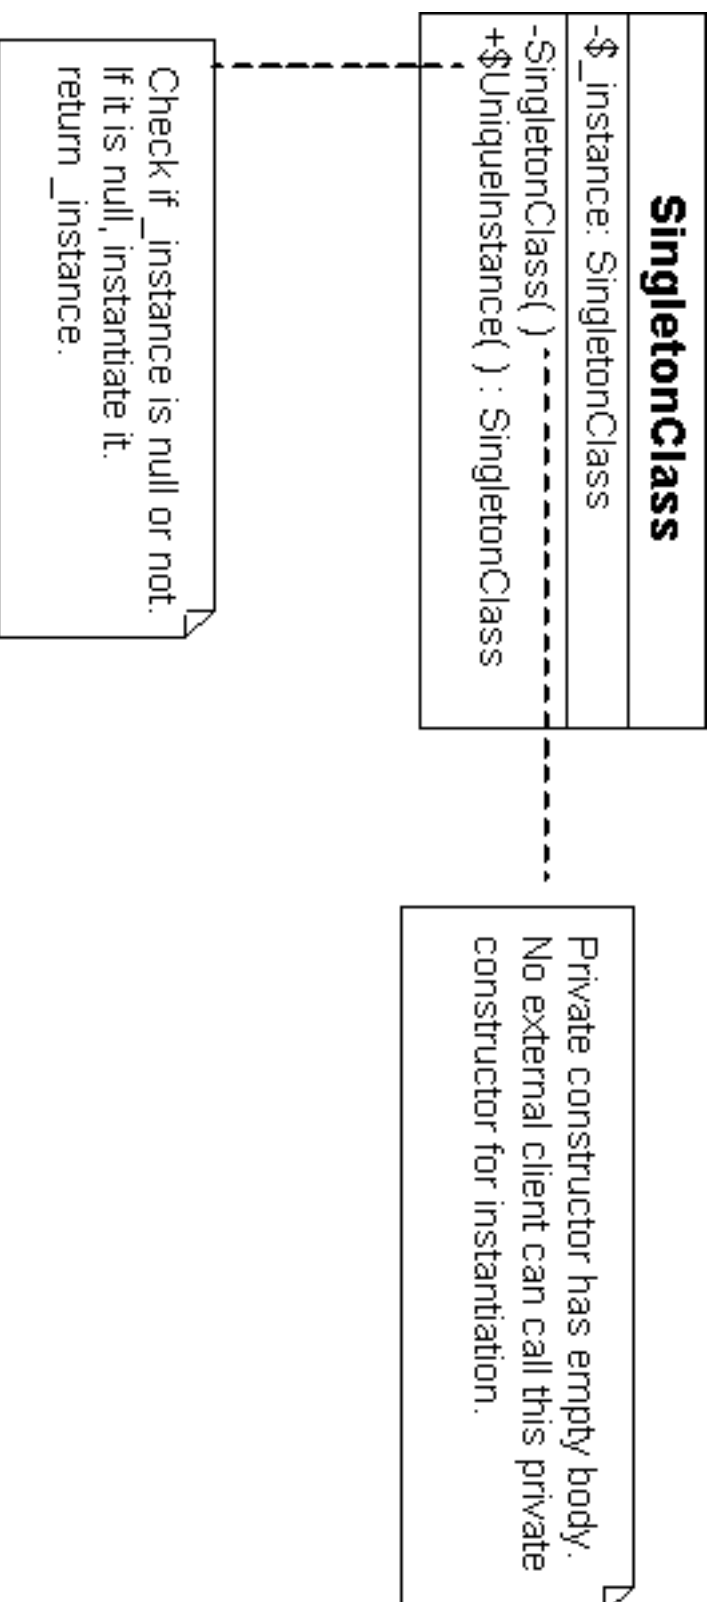 SingletonClass
-$_instance: SingletonClass
-SingletonClass( )
+$UniqueInstance( ) : SingletonClass
Private constructor has empty body.
No external client can call this private
constructor for instantiation.
Check if _instance is null or not.
If it is null, instantiate it.
return _instance.